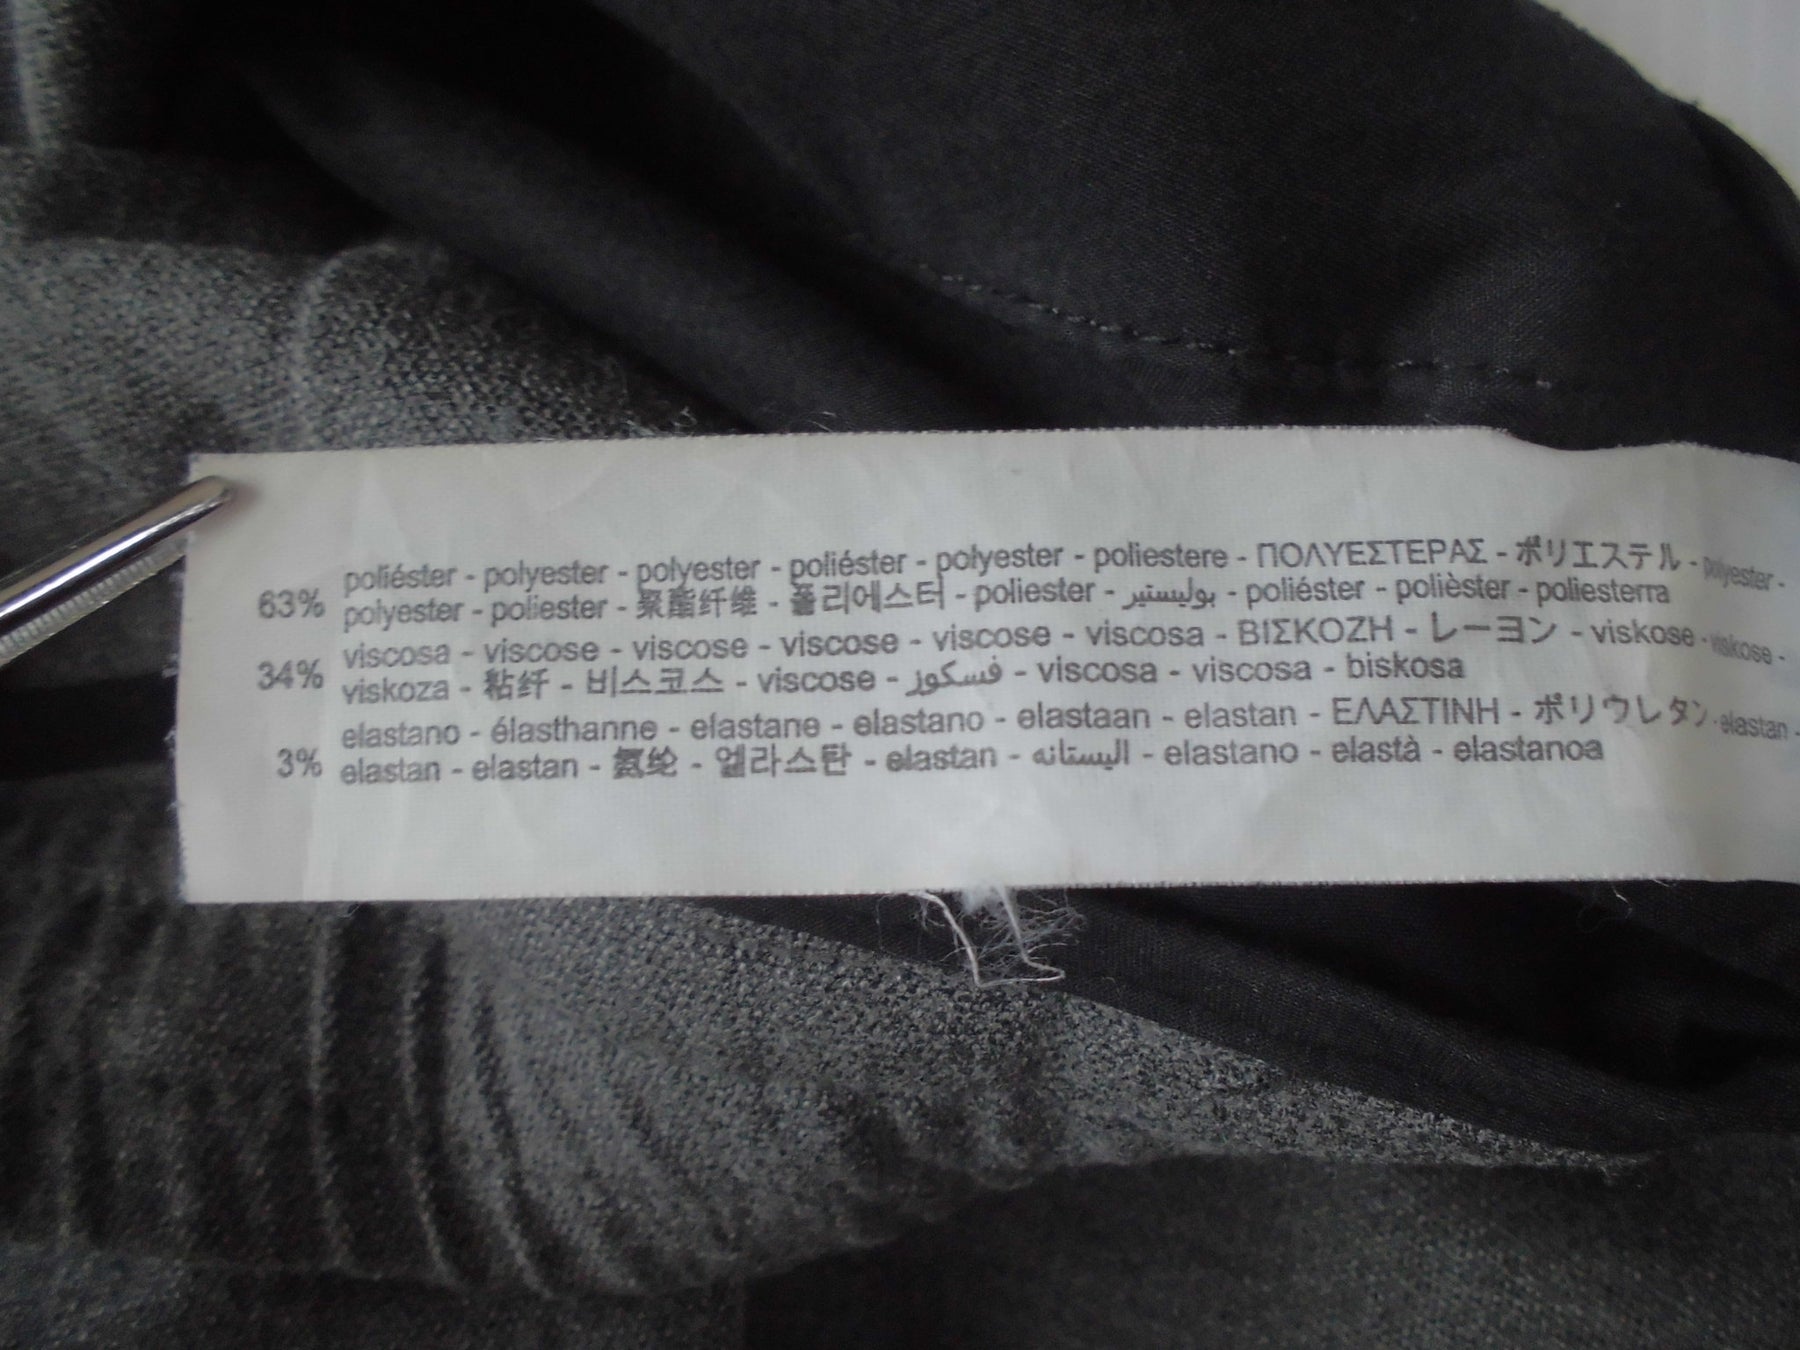 63% poliéster - polyester - polyester - poliéster - polyester - poliestere - ΠΟΛΥΕΣΤΕΡΑΣ - ポリエステル - polyester -
polyester - poliester - 聚酯纤维 - 폴리에스터 - poliester - بوليستير - poliéster - polièster - poliesterra
34% viscosa - viscose - viscose - viscose - viscose - viscosa - ΒΙΣΚΟΖΗ - レーヨン - viskose - viskose -
viskoza - 粘纤 - 비스코스 - viscose - فسكوز - viscosa - viscosa - biskosa
3% elastano - élasthanne - elastane - elastano - elastaan - elastan - ΕΛΑΣΤΙΝΗ - ポリウレタン - elastan -
elastan - elastan - 氨纶 - 엘라스탄 - elastan - اليستانه - elastano - elastà - elastanoa